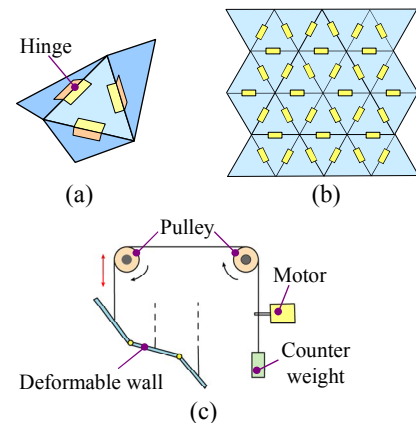 Hinge
(a)
(b)
Pulley
Motor
Deformable wall
Counter
weight
(c)